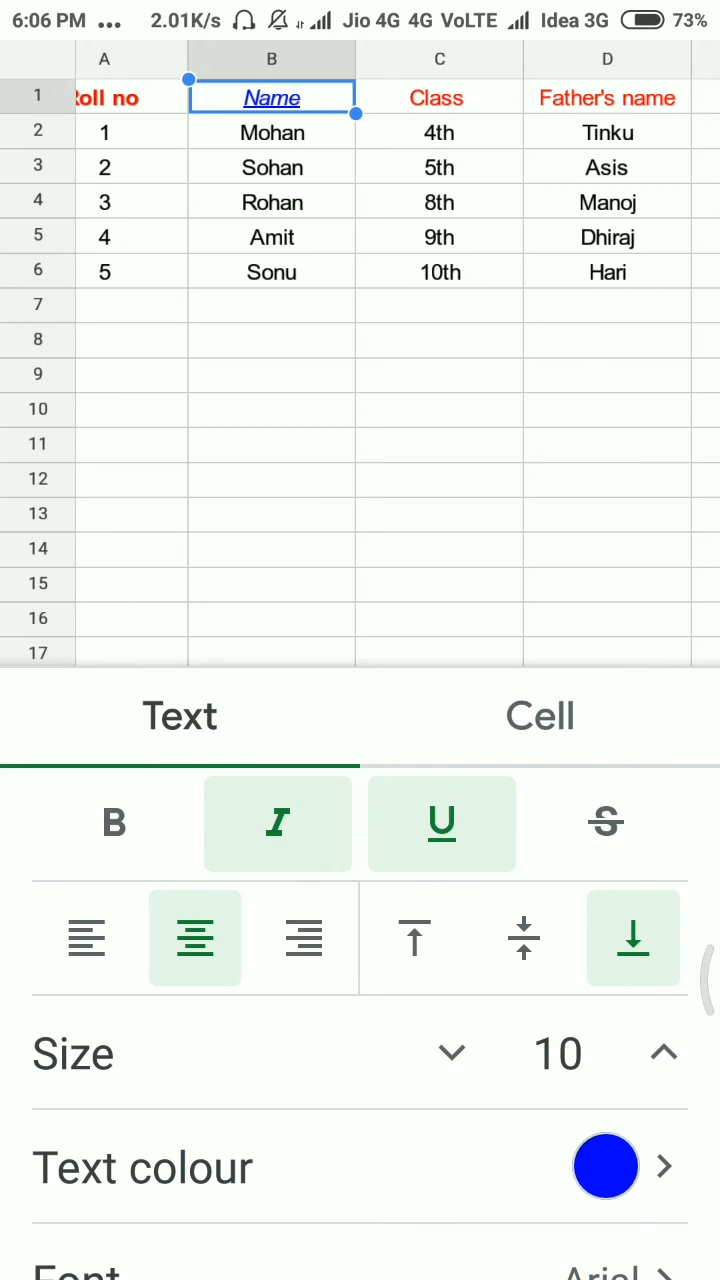 6:06 PM ... 2.01K/s Jio 4G 4G VoLTE Idea 3G 73%
A B C D
1 Roll no Name Class Father's name
2 1 Mohan 4th Tinku
3 2 Sohan 5th Asis
4 3 Rohan 8th Manoj
5 4 Amit 9th Dhiraj
6 5 Sonu 10th Hari
7
8
9
10
11
12
13
14
15
16
17
Text Cell
B I U S
Size 10
Text colour
Font Arial